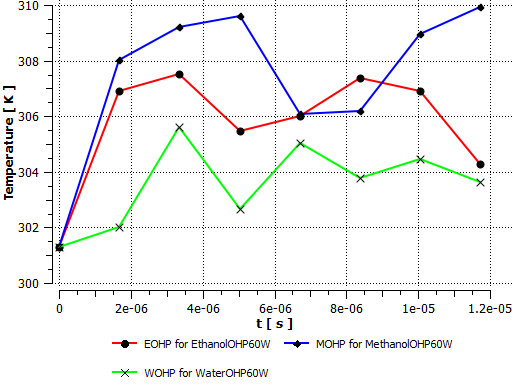 310
308
306
304
302
300
Temperature [ K ]
0 2e-06 4e-06 6e-06 8e-06 1e-05 1.2e-05
t [ s ]
EOHP for EthanolOHP60W MOHP for MethanolOHP60W
WOHP for WaterOHP60W